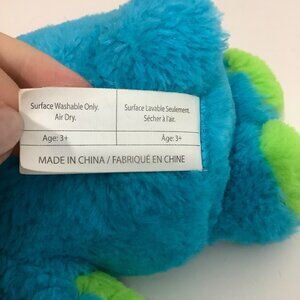 Surface Washable Only.
Air Dry.
Age: 3+
Surface Lavable Seulement.
Sécher à l'air.
Âge: 3+
MADE IN CHINA / FABRIQUÉ EN CHINE